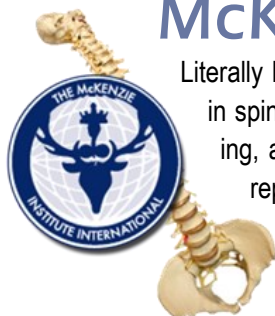 McK
Literally
in spin
ing, a
rep
THE McKENZIE
INSTITUTE INTERNATIONAL